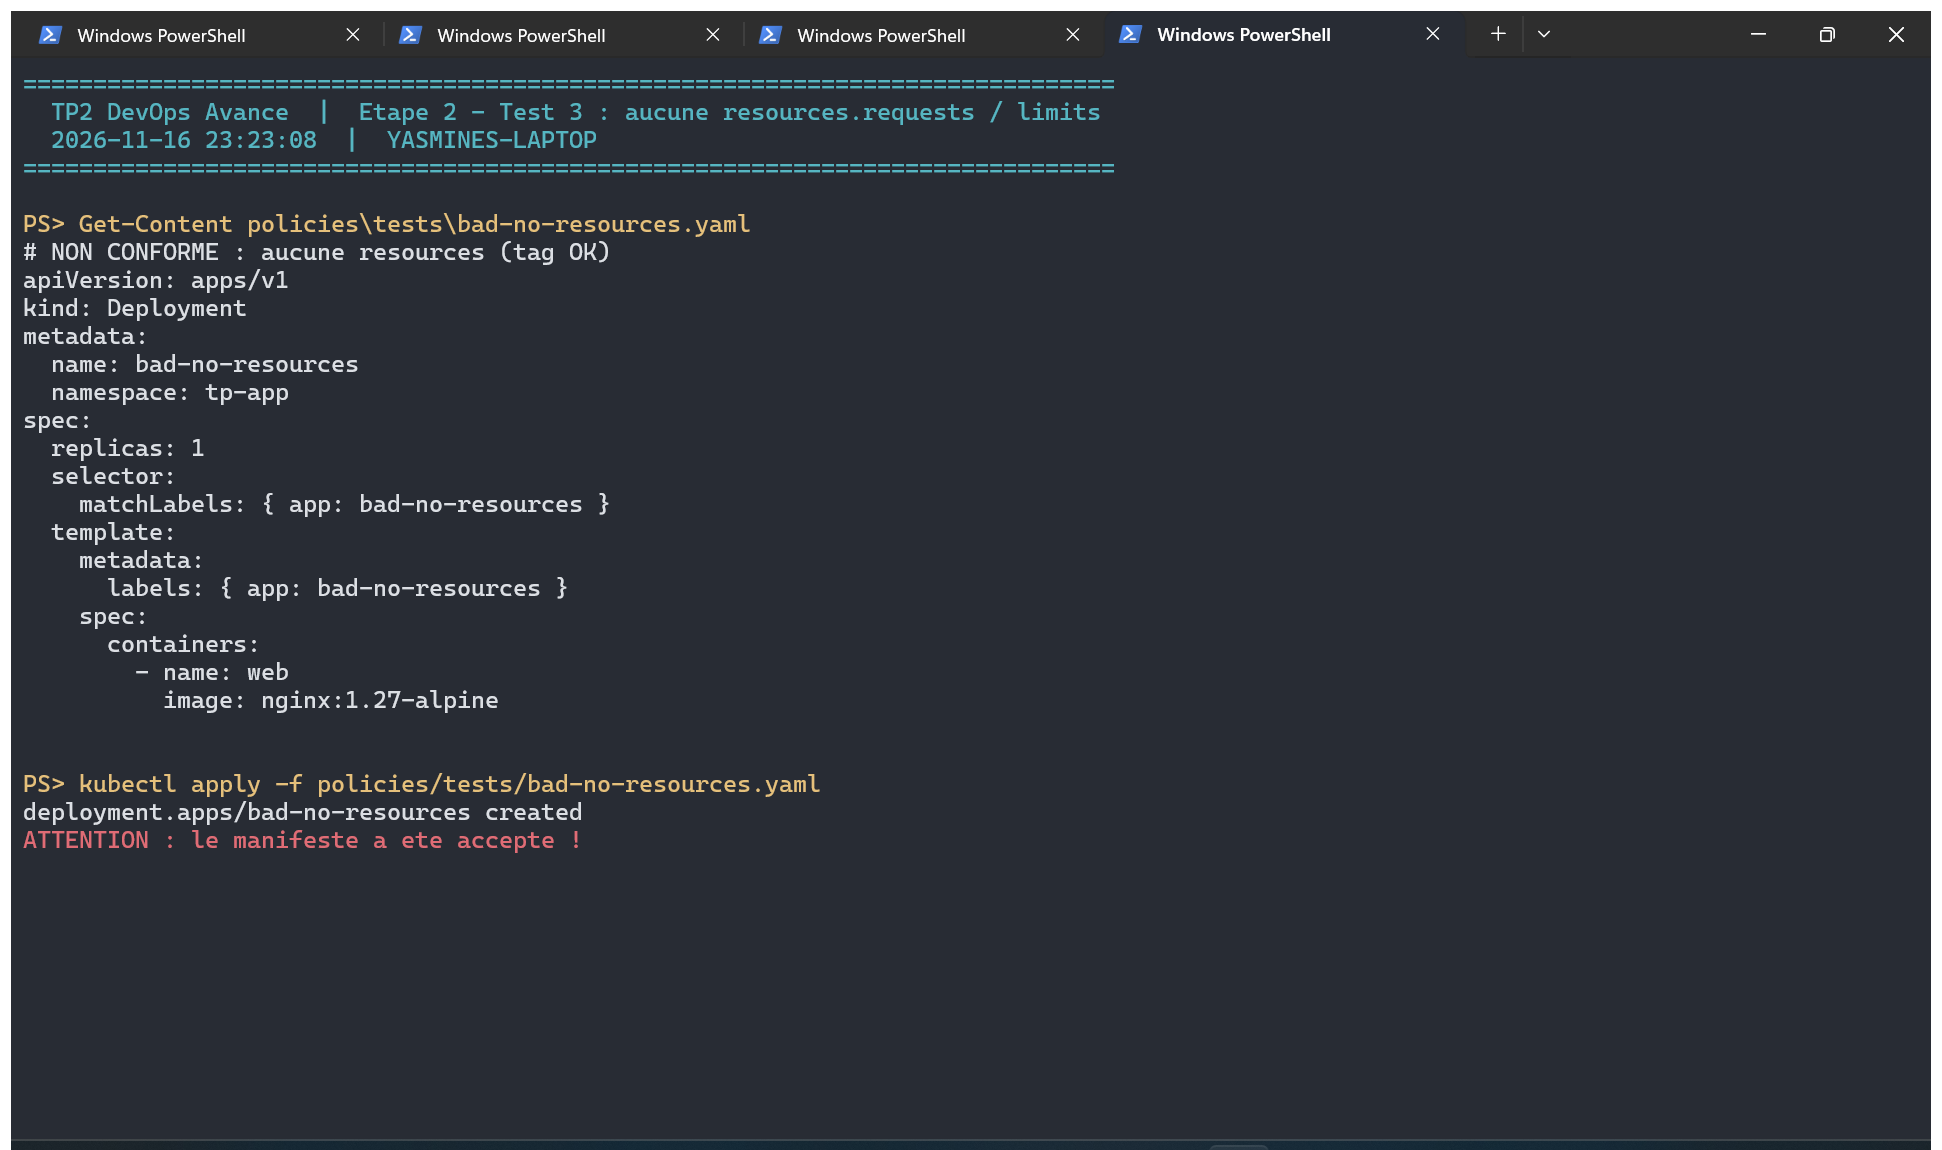 Windows PowerShell
Windows PowerShell
Windows PowerShell
Windows PowerShell
==============================================================================
  TP2 DevOps Avance  |  Etape 2 - Test 3 : aucune resources.requests / limits
  2026-11-16 23:23:08  |  YASMINES-LAPTOP
==============================================================================
PS> Get-Content policies\tests\bad-no-resources.yaml
# NON CONFORME : aucune resources (tag OK)
apiVersion: apps/v1
kind: Deployment
metadata:
  name: bad-no-resources
  namespace: tp-app
spec:
  replicas: 1
  selector:
    matchLabels: { app: bad-no-resources }
  template:
    metadata:
      labels: { app: bad-no-resources }
    spec:
      containers:
        - name: web
          image: nginx:1.27-alpine
PS> kubectl apply -f policies/tests/bad-no-resources.yaml
deployment.apps/bad-no-resources created
ATTENTION : le manifeste a ete accepte !